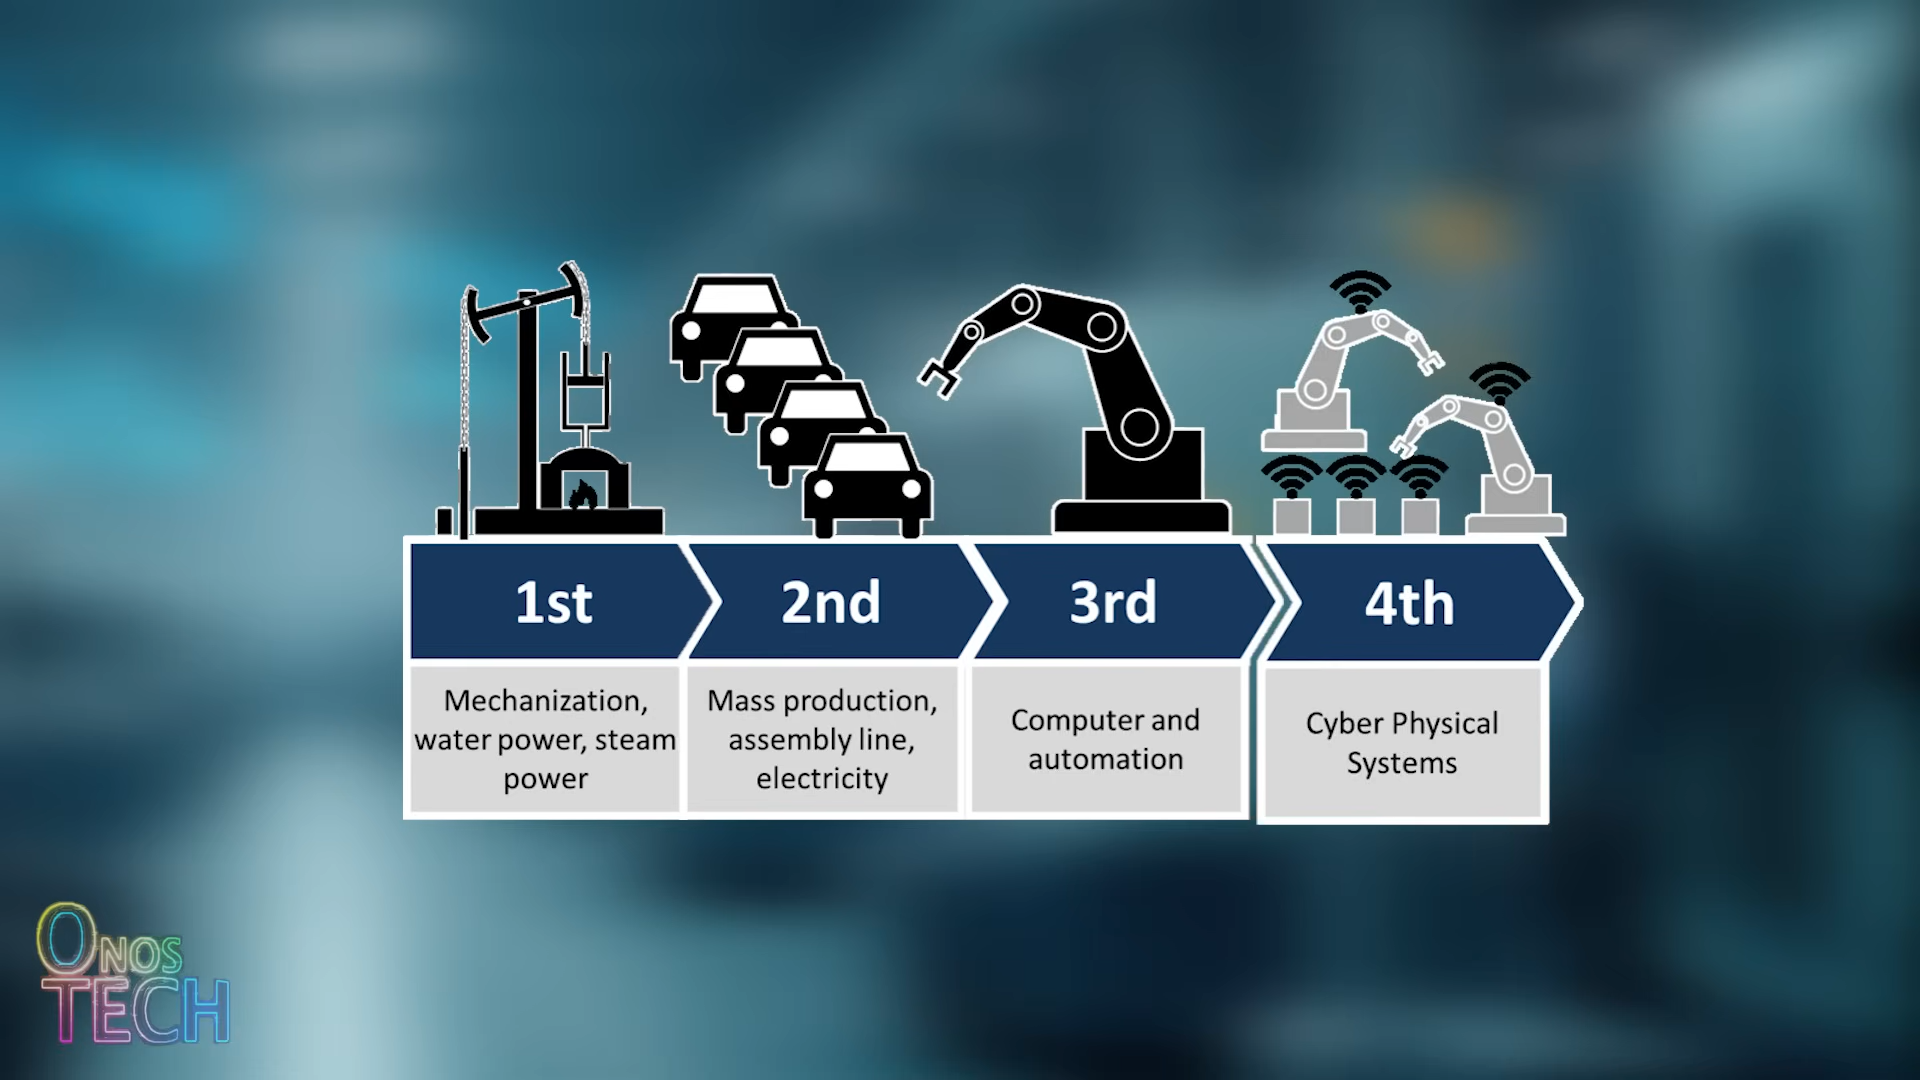 1st
2nd
3rd
4th
Mechanization,
water power, steam
power
Mass production,
assembly line,
electricity
Computer and
automation
Cyber Physical
Systems
ONOS
TECH